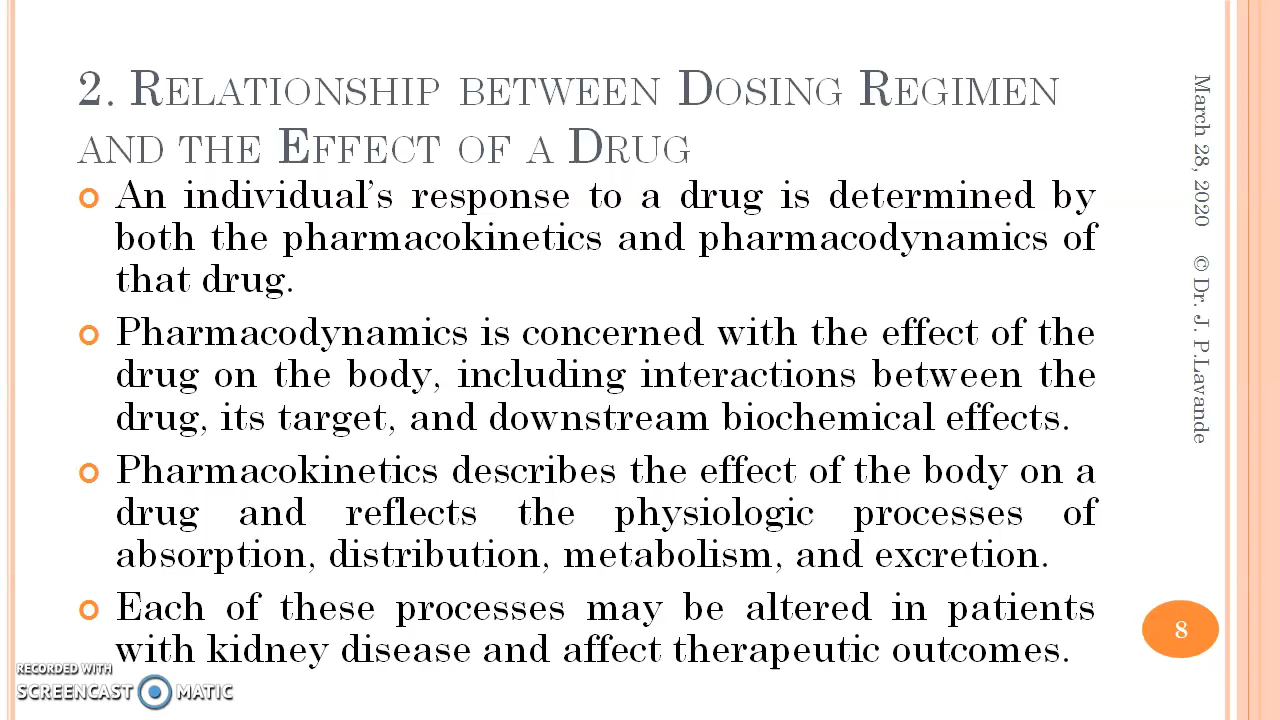 2. Relationship between Dosing Regimen
and the Effect of a Drug
An individual’s response to a drug is determined by
both the pharmacokinetics and pharmacodynamics of
that drug.
Pharmacodynamics is concerned with the effect of the
drug on the body, including interactions between the
drug, its target, and downstream biochemical effects.
Pharmacokinetics describes the effect of the body on a
drug and reflects the physiologic processes of
absorption, distribution, metabolism, and excretion.
Each of these processes may be altered in patients
with kidney disease and affect therapeutic outcomes.
March 28, 2020 © Dr. J. P.Lavande
8
RECORDED WITH
SCREENCAST MATIC